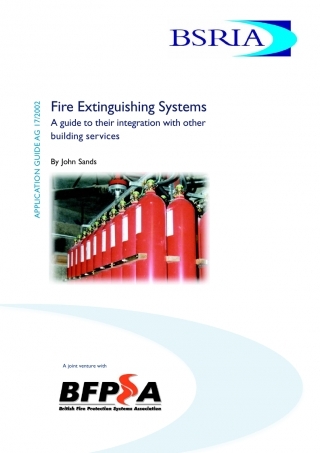 BSRIA
APPLICATION GUIDE AG 17/2002
Fire Extinguishing Systems
A guide to their integration with other
building services
By John Sands
A joint venture with
BFPSA
British Fire Protection Systems Association